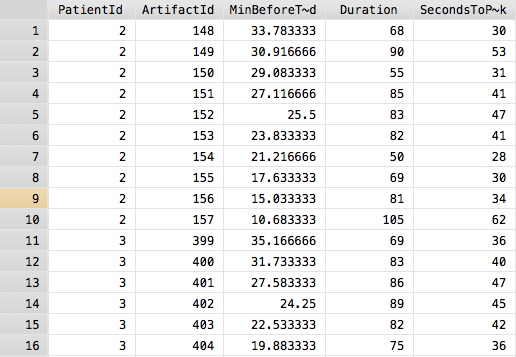 PatientId ArtifactId MinBeforeT~d Duration SecondsToP~k
1 2 148 33.783333 68 30
2 2 149 30.916666 90 53
3 2 150 29.083333 55 31
4 2 151 27.116666 85 41
5 2 152 25.5 83 47
6 2 153 23.833333 82 41
7 2 154 21.216666 50 28
8 2 155 17.633333 69 30
9 2 156 15.033333 81 34
10 2 157 10.683333 105 62
11 3 399 35.166666 69 36
12 3 400 31.733333 83 40
13 3 401 27.583333 86 47
14 3 402 24.25 89 45
15 3 403 22.533333 82 42
16 3 404 19.883333 75 36